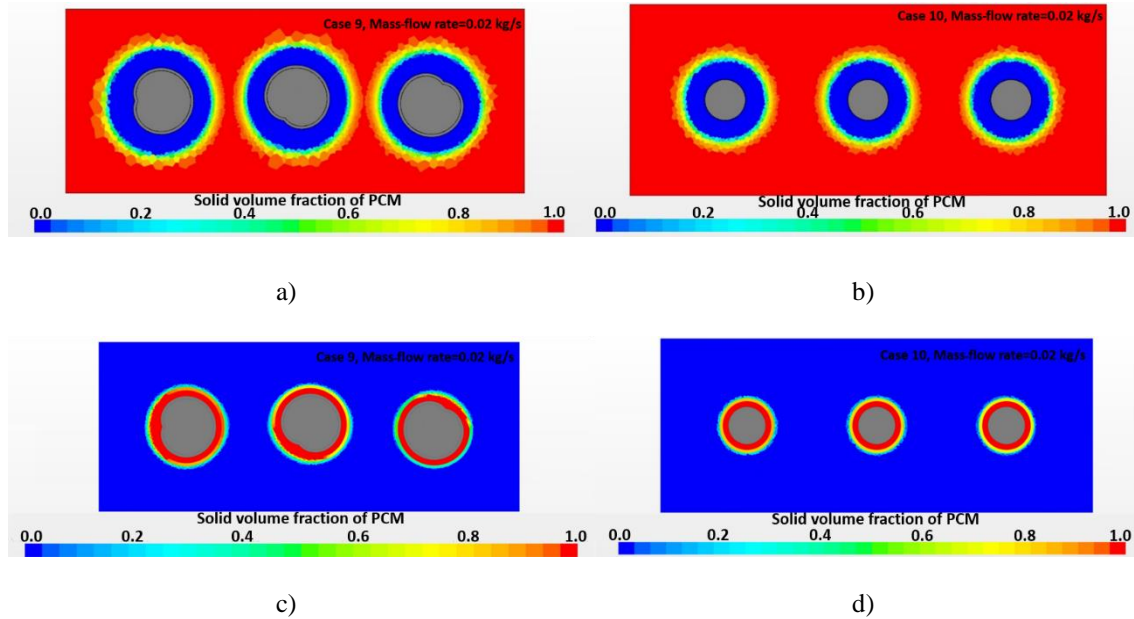 Case 9, Mass-flow rate=0.02 kg/s
Solid volume fraction of PCM
0.0 0.2 0.4 0.6 0.8 1.0
a)
Case 10, Mass-flow rate=0.02 kg/s
Solid volume fraction of PCM
0.0 0.2 0.4 0.6 0.8 1.0
b)
Case 9, Mass-flow rate=0.02 kg/s
Solid volume fraction of PCM
0.0 0.2 0.4 0.6 0.8 1.0
c)
Case 10, Mass-flow rate=0.02 kg/s
Solid volume fraction of PCM
0.0 0.2 0.4 0.6 0.8 1.0
d)